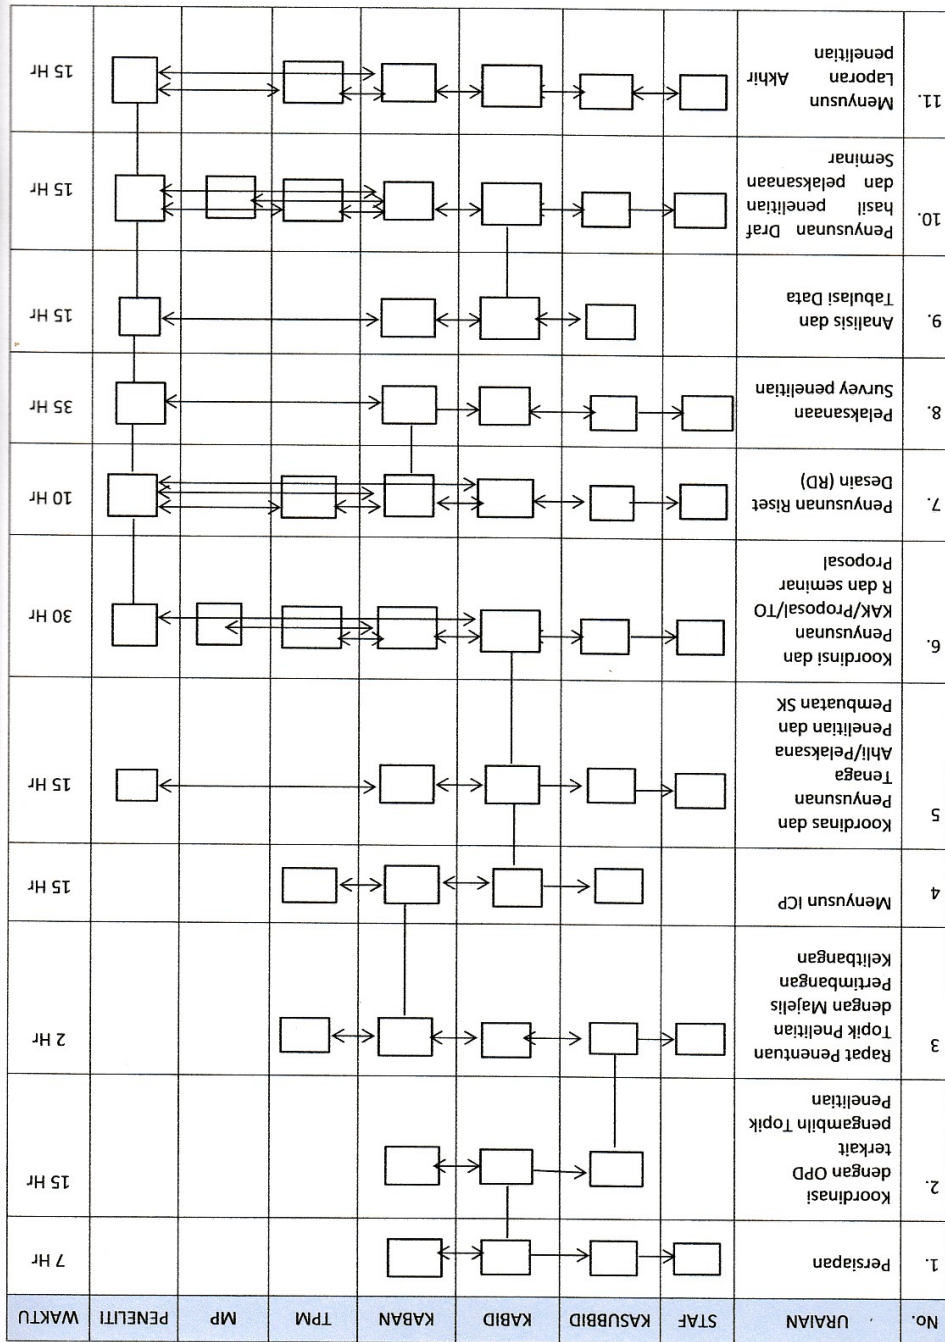 No. URAIAN STAF KASUBBID KABID KABAN TPM MP PENELITI WAKTU
1. Persiapan 7 Hr
2. Koordinasi
dengan OPD
terkait
pengambiln Topik
Penelitian
15 Hr
3 Rapat Penentuan
Topik Pnelitian
dengan Majelis
Pertimbangan
Kelitbangan
2 Hr
4 Menyusun ICP 15 Hr
5 Koordinas dan
Penyusunan
Tenaga
Ahli/Pelaksana
Penelitian dan
Pembuatan SK
15 Hr
6. Koordinsi dan
Penyusunan
KAK/Proposal/TO
R dan seminar
Proposal
30 Hr
7. Penyusunan Riset
Desain (RD)
10 Hr
8. Pelaksanaan
Survey penelitian
35 Hr
9. Analisis dan
Tabulasi Data
15 Hr
10. Penyusunan Draf
hasil penelitian
dan pelaksanaan
Seminar
15 Hr
11. Menyusun
Laporan Akhir
penelitian
15 Hr